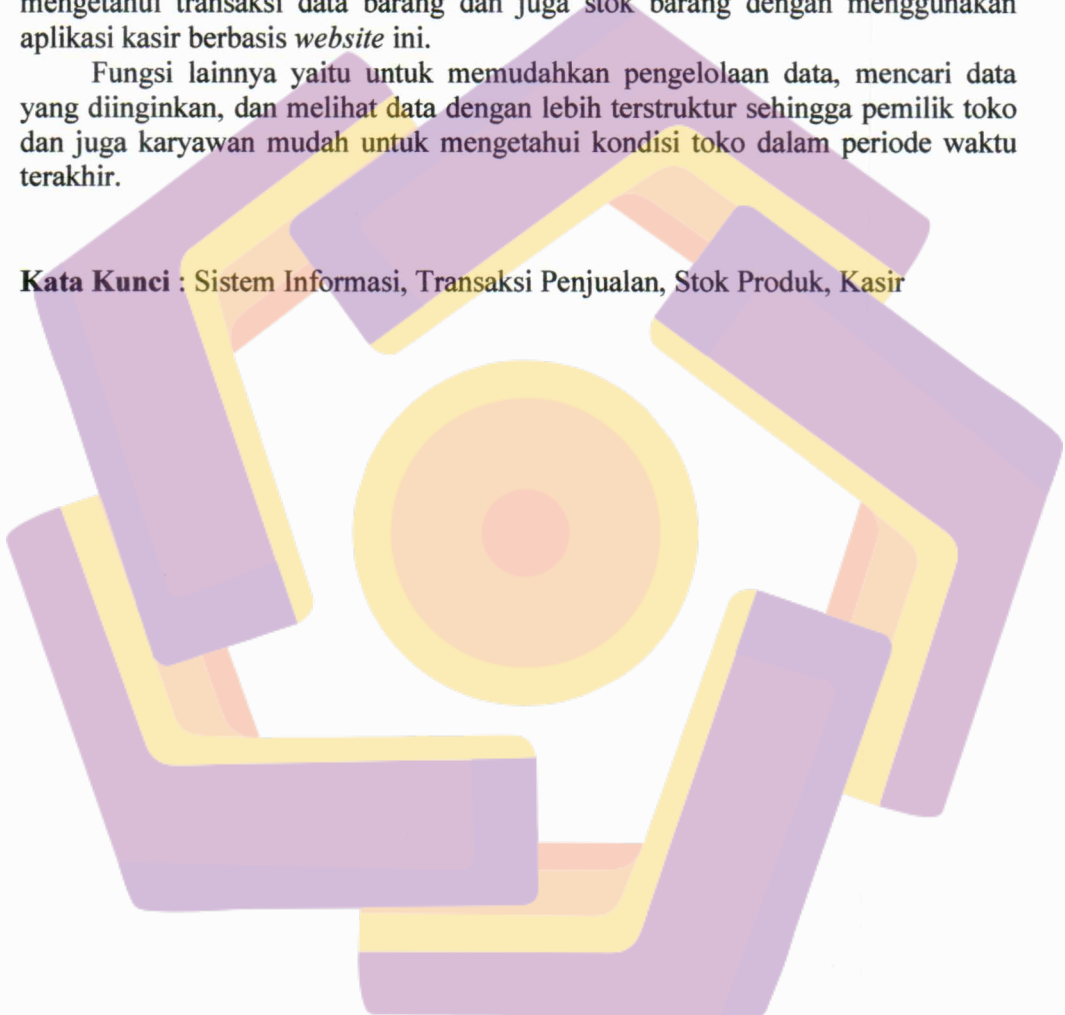 mengetahui transaksi data barang dan juga stok barang dengan menggunakan
aplikasi kasir berbasis website ini.
Fungsi lainnya yaitu untuk memudahkan pengelolaan data, mencari data
yang diinginkan, dan melihat data dengan lebih terstruktur sehingga pemilik toko
dan juga karyawan mudah untuk mengetahui kondisi toko dalam periode waktu
terakhir.
Kata Kunci : Sistem Informasi, Transaksi Penjualan, Stok Produk, Kasir